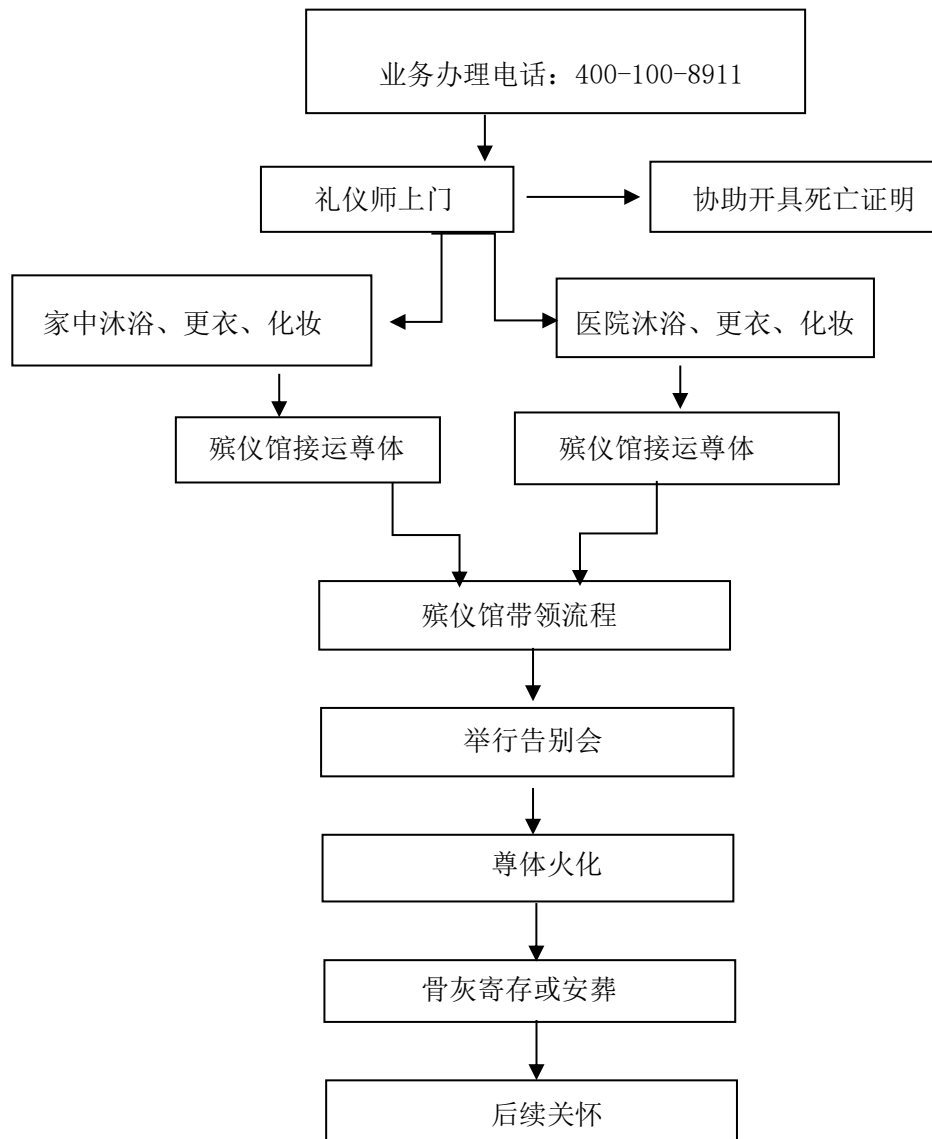 业务办理电话：400-100-8911
礼仪师上门
协助开具死亡证明
家中沐浴、更衣、化妆
医院沐浴、更衣、化妆
殡仪馆接运尊体
殡仪馆接运尊体
殡仪馆带领流程
举行告别会
尊体火化
骨灰寄存或安葬
后续关怀